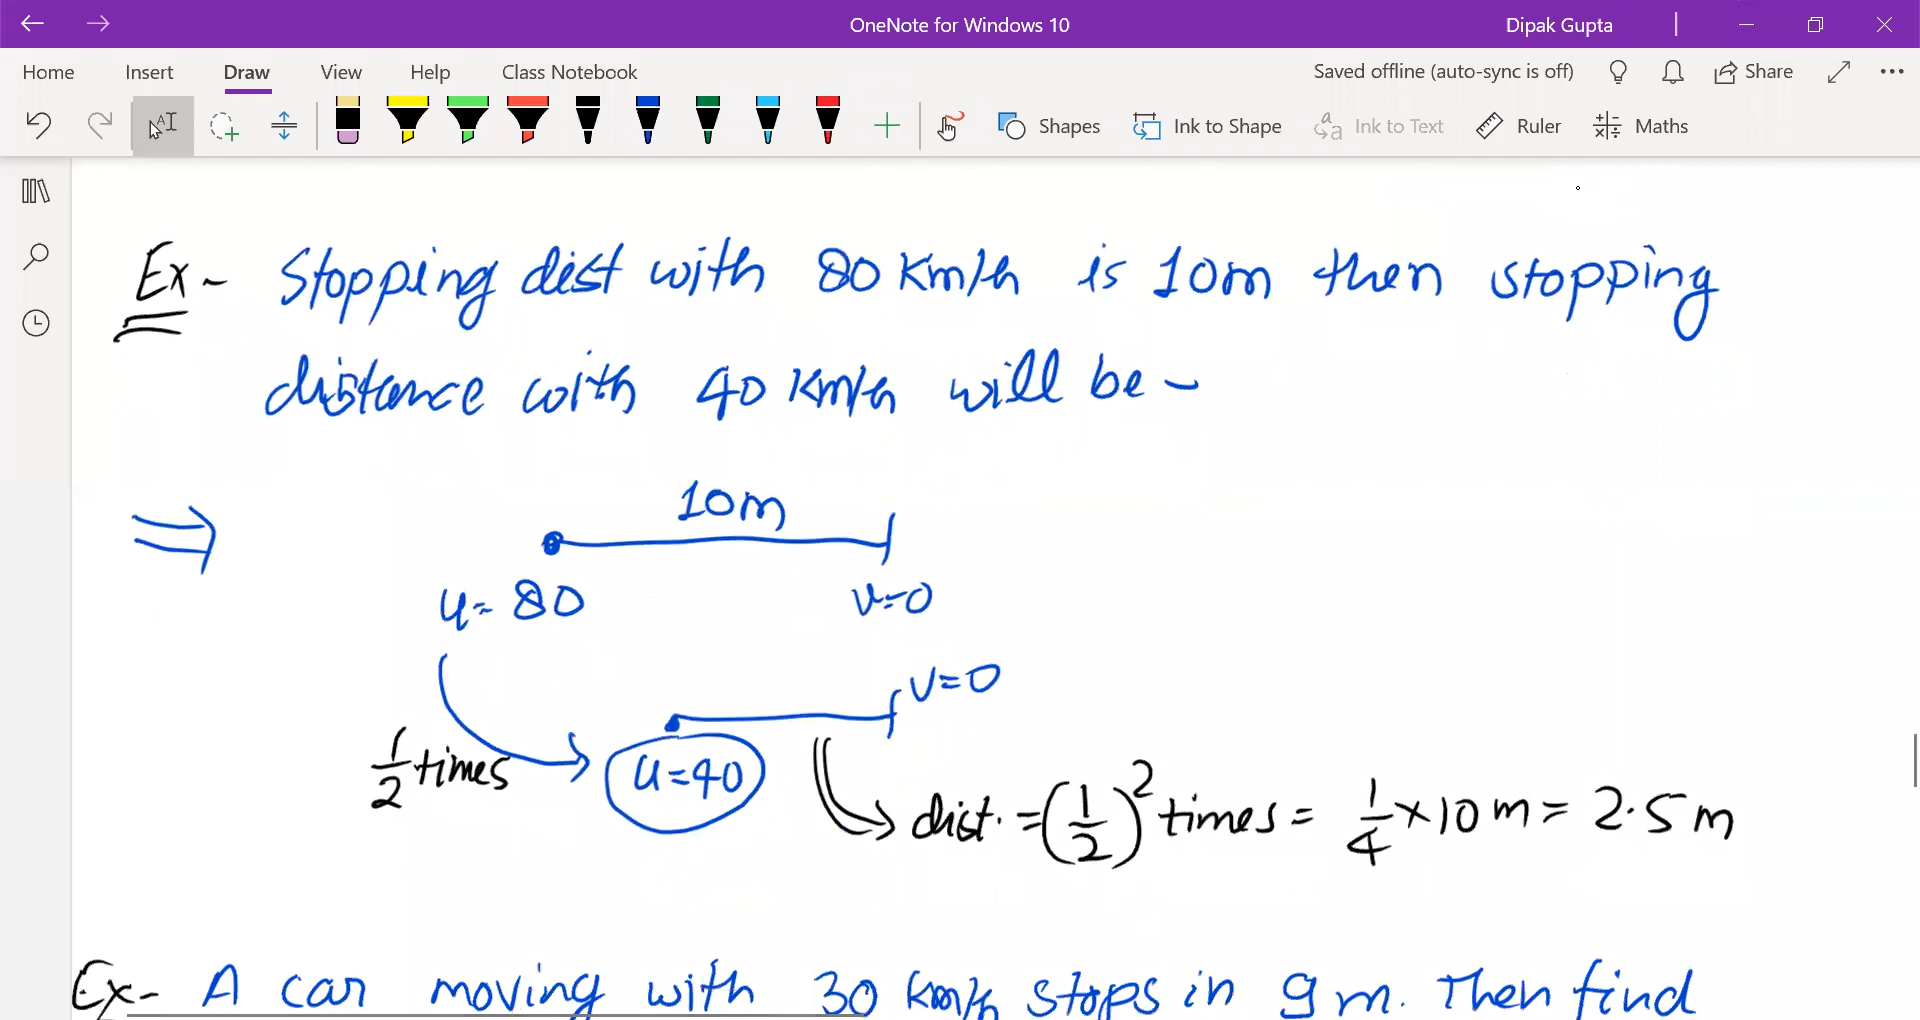 OneNote for Windows 10
Dipak Gupta
Home Insert Draw View Help Class Notebook
Saved offline (auto-sync is off) Share
Shapes Ink to Shape Ink to Text Ruler Maths
Ex- Stopping dist with 80 Km/h is 10m then stopping
distance with 40 Km/h will be -
10m
u= 80 v=0
v=0
1/2 times u=40
dist. = (1/2)² times = 1/4 × 10 m = 2.5 m
Ex- A car moving with 30 Km/h stops in 9 m. Then find